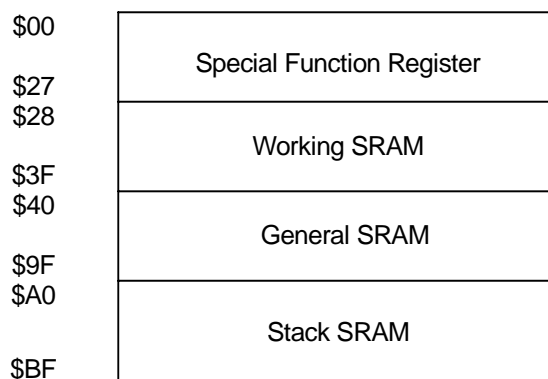 $00
Special Function Register
$27
$28
Working SRAM
$3F
$40
General SRAM
$9F
$A0
Stack SRAM
$BF